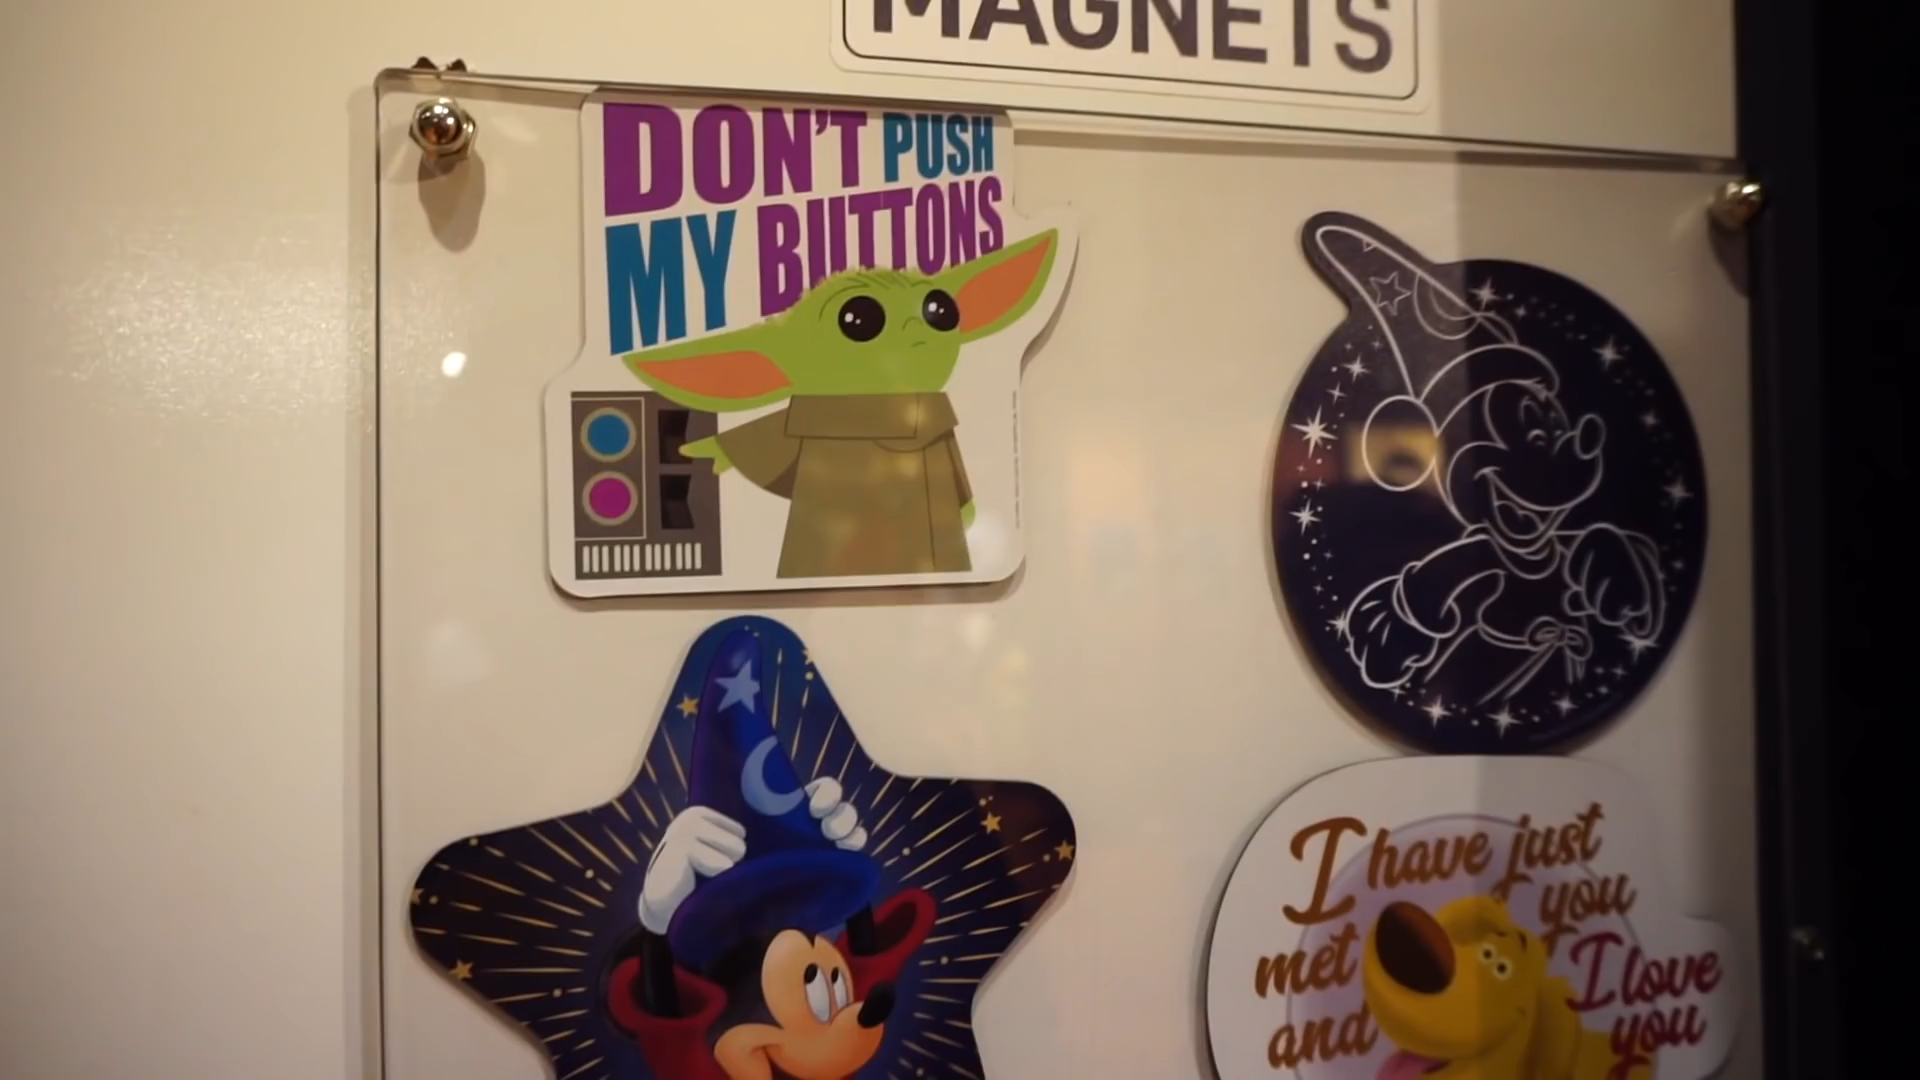 MAGNETS
DON'T PUSH
MY BUTTONS
I have just
met you
and I love
you